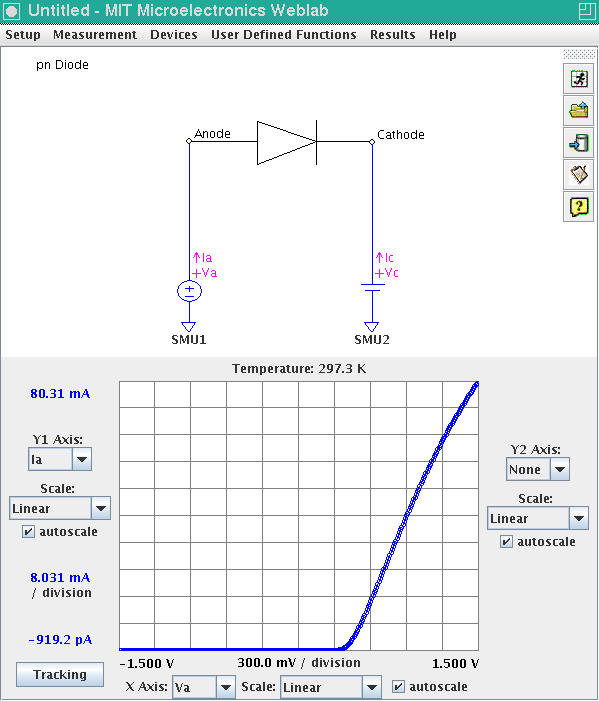 Untitled - MIT Microelectronics Weblab
Setup Measurement Devices User Defined Functions Results Help
pn Diode
Anode
Cathode
↑Ia
+Va
↑Ic
+Vc
SMU1
SMU2
Temperature: 297.3 K
80.31 mA
Y1 Axis:
Ia
Scale:
Linear
autoscale
8.031 mA
/ division
-919.2 pA
Tracking
-1.500 V
300.0 mV / division
1.500 V
X Axis: Va Scale: Linear autoscale
Y2 Axis:
None
Scale:
Linear
autoscale